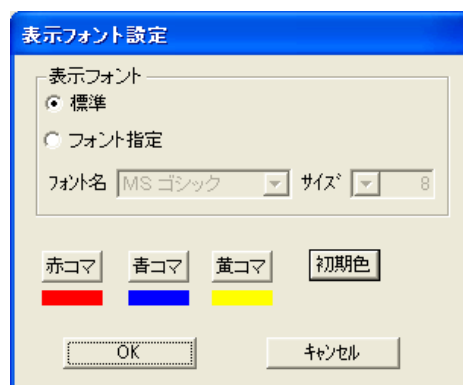 表示フォント設定
表示フォント
標準
フォント指定
フォント名 MS ゴシック サイズ 8
赤コマ 青コマ 黄コマ 初期色
OK キャンセル